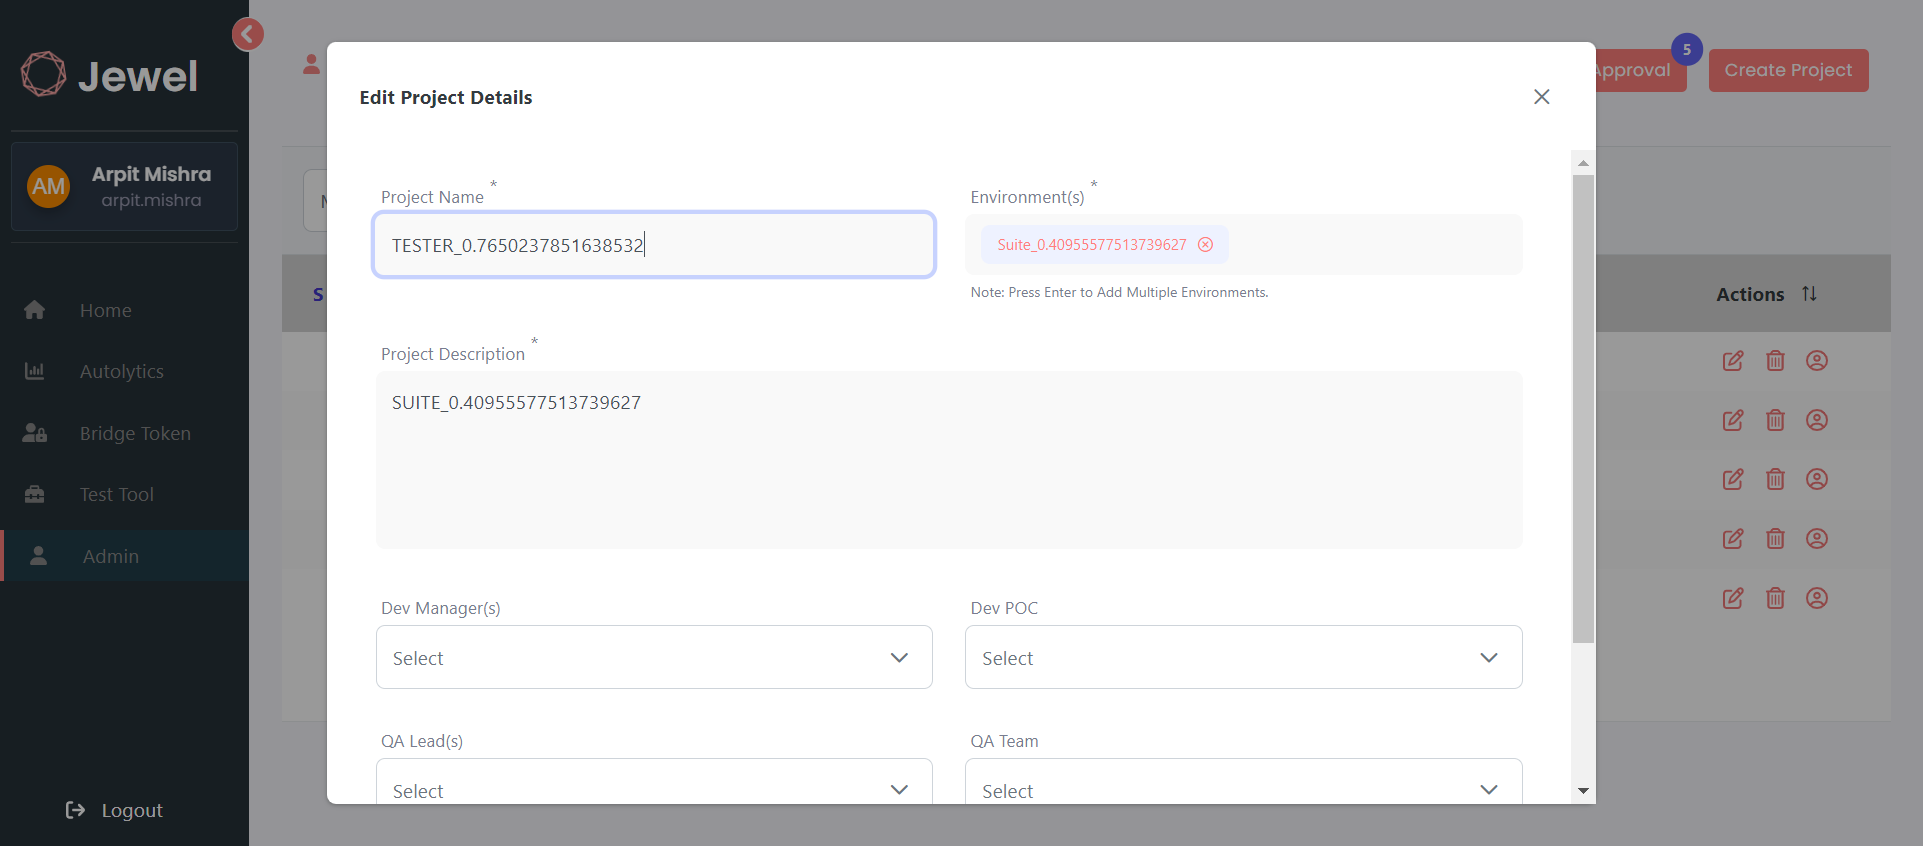 Jewel
AM
Arpit Mishra
arpit.mishra
Home
Autolytics
Bridge Token
Test Tool
Admin
Logout
Approval
5
Create Project
Edit Project Details
Project Name *
TESTER_0.7650237851638532
Environment(s) *
Suite_0.40955577513739627
Note: Press Enter to Add Multiple Environments.
Project Description *
SUITE_0.40955577513739627
Dev Manager(s)
Select
Dev POC
Select
QA Lead(s)
Select
QA Team
Select
S
Actions